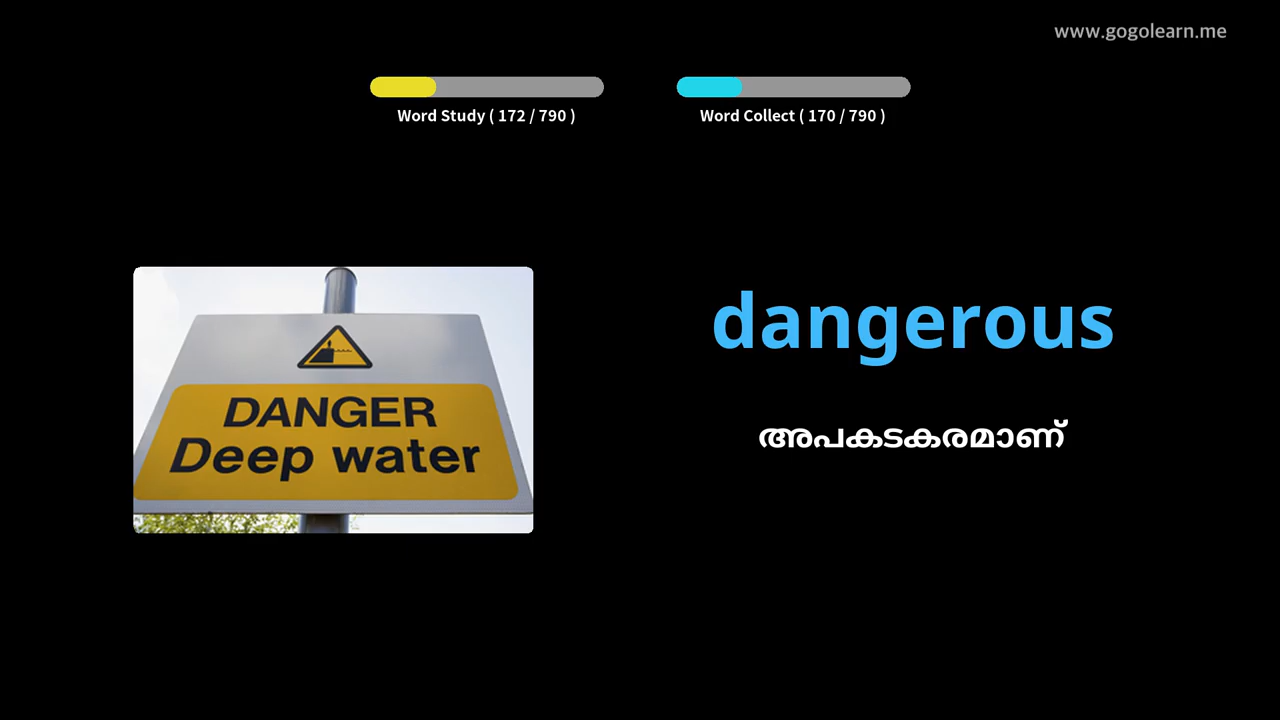 www.gogolearn.me
Word Study ( 172 / 790 )
Word Collect ( 170 / 790 )
DANGER
Deep water
dangerous
അപകടകരമാണ്